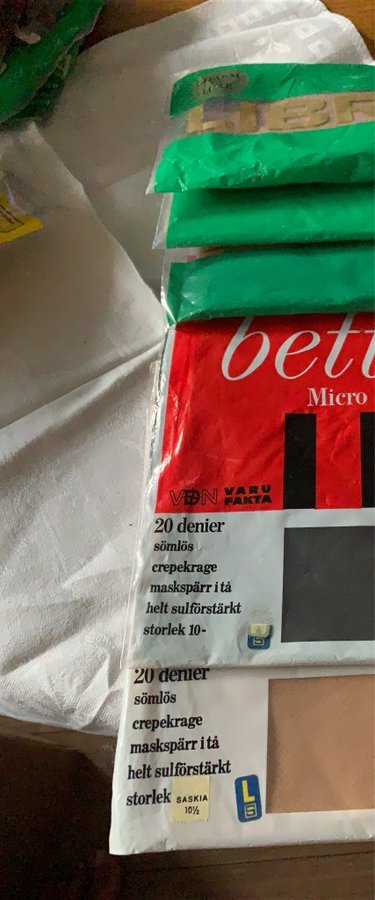 LIBR
bett
Micro
VDN VARU
FAKTA
20 denier
sömlös
crepekrage
maskspärr i tå
helt sulförstärkt
storlek 10-
20 denier
sömlös
crepekrage
maskspärr i tå
helt sulförstärkt
storlek SASKIA
10½
L